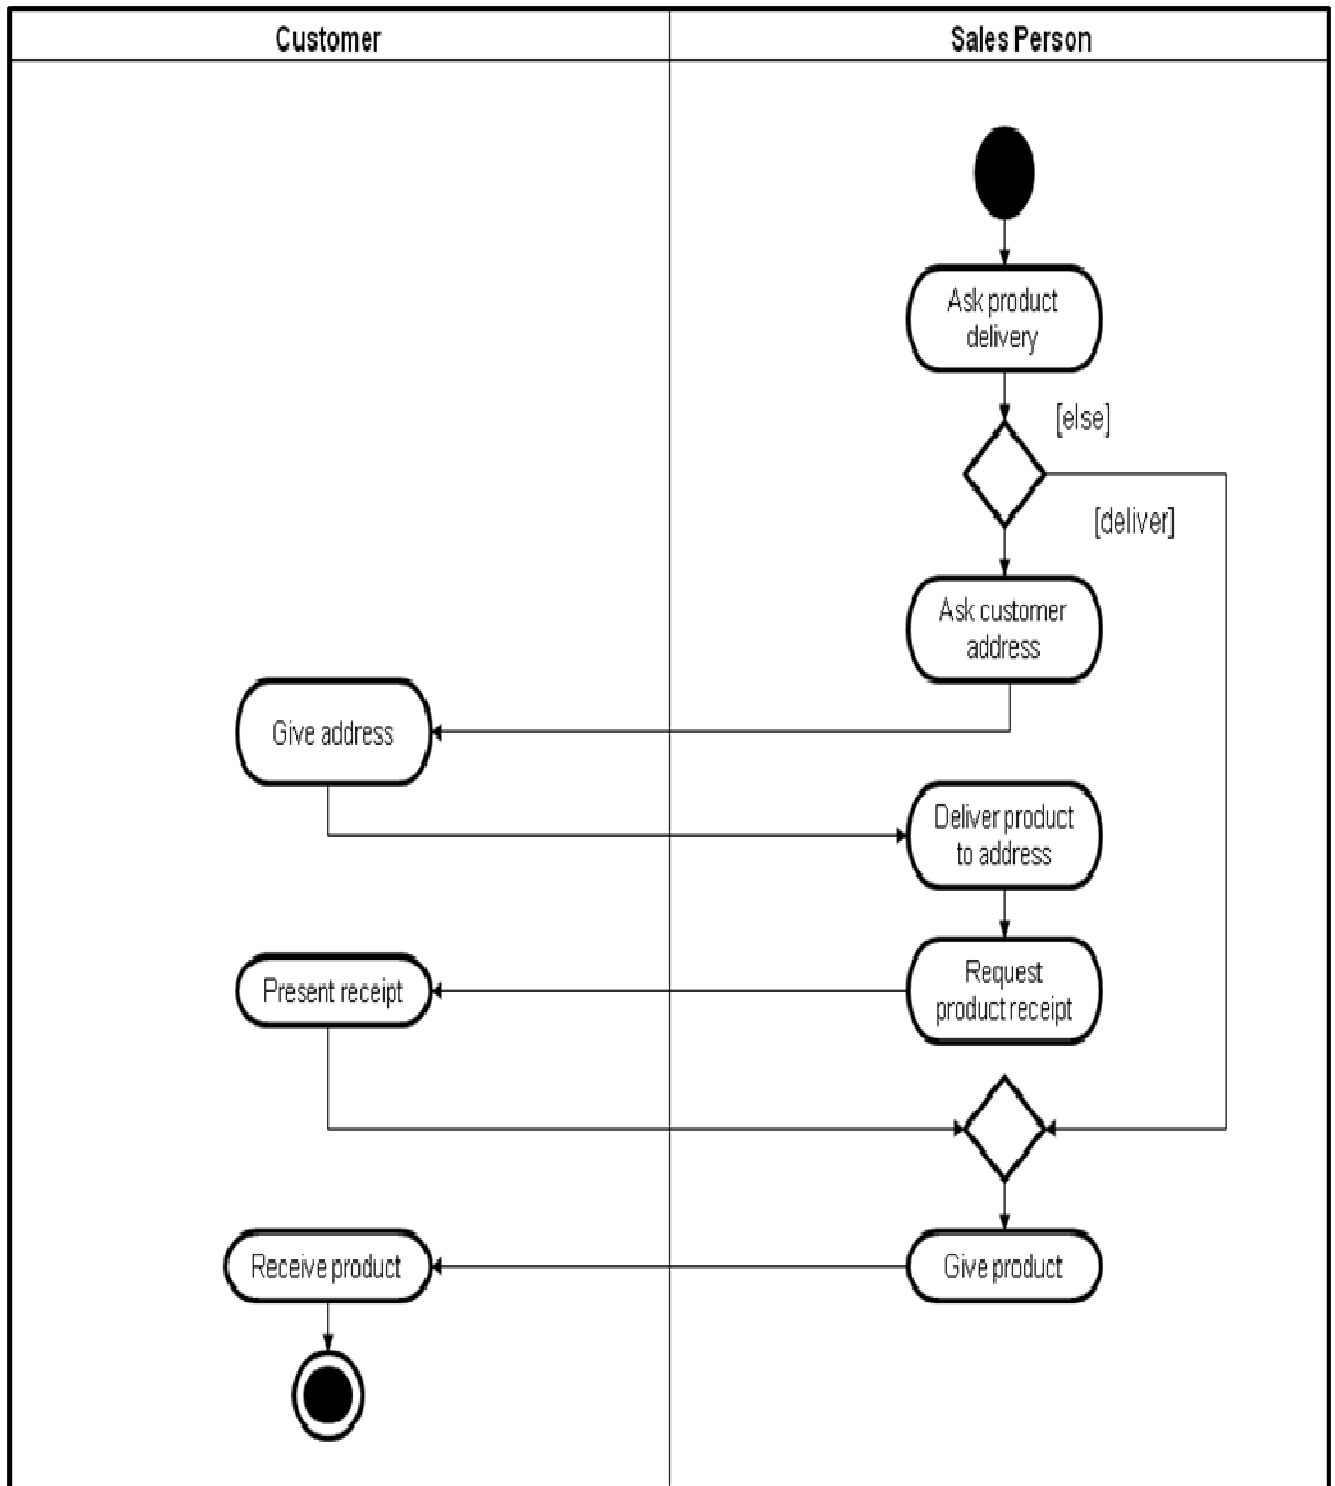 Customer
Sales Person
Ask product
delivery
[else]
[deliver]
Ask customer
address
Give address
Deliver product
to address
Request
product receipt
Present receipt
Receive product
Give product